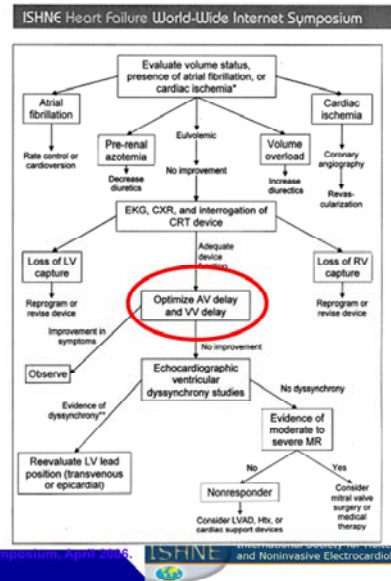 ISHNE Heart Failure World-Wide Internet Symposium
Evaluate volume status,
presence of atrial fibrillation, or
cardiac ischemia*
Atrial
fibrillation
Cardiac
ischemia
Rate control or
cardioversion
Pre-renal
azotemia
Decrease
diuretics
Eulvolemic
No improvement
Volume
overload
Increase
diurectics
Coronary
angiography
Revas-
cularization
EKG, CXR, and interrogation of
CRT device
Loss of LV
capture
Adequate
device
Loss of RV
capture
Reprogram or
revise device
Optimize AV delay
and VV delay
Reprogram or
revise device
Improvement in
symptoms
No improvement
Observe
Echocardiographic
ventricular
dyssynchrony studies
Evidence of
dyssynchrony**
No dyssynchrony
Evidence of
moderate to
severe MR
Reevaluate LV lead
position (transvenous
or epicardial)
No
Yes
Nonresponder
Consider
mitral valve
surgery or
medical
therapy
Consider LVAD, Htx, or
cardiac support devices
mposium, April 2006.
ISHNE
and Noninvasive Electrocardiol